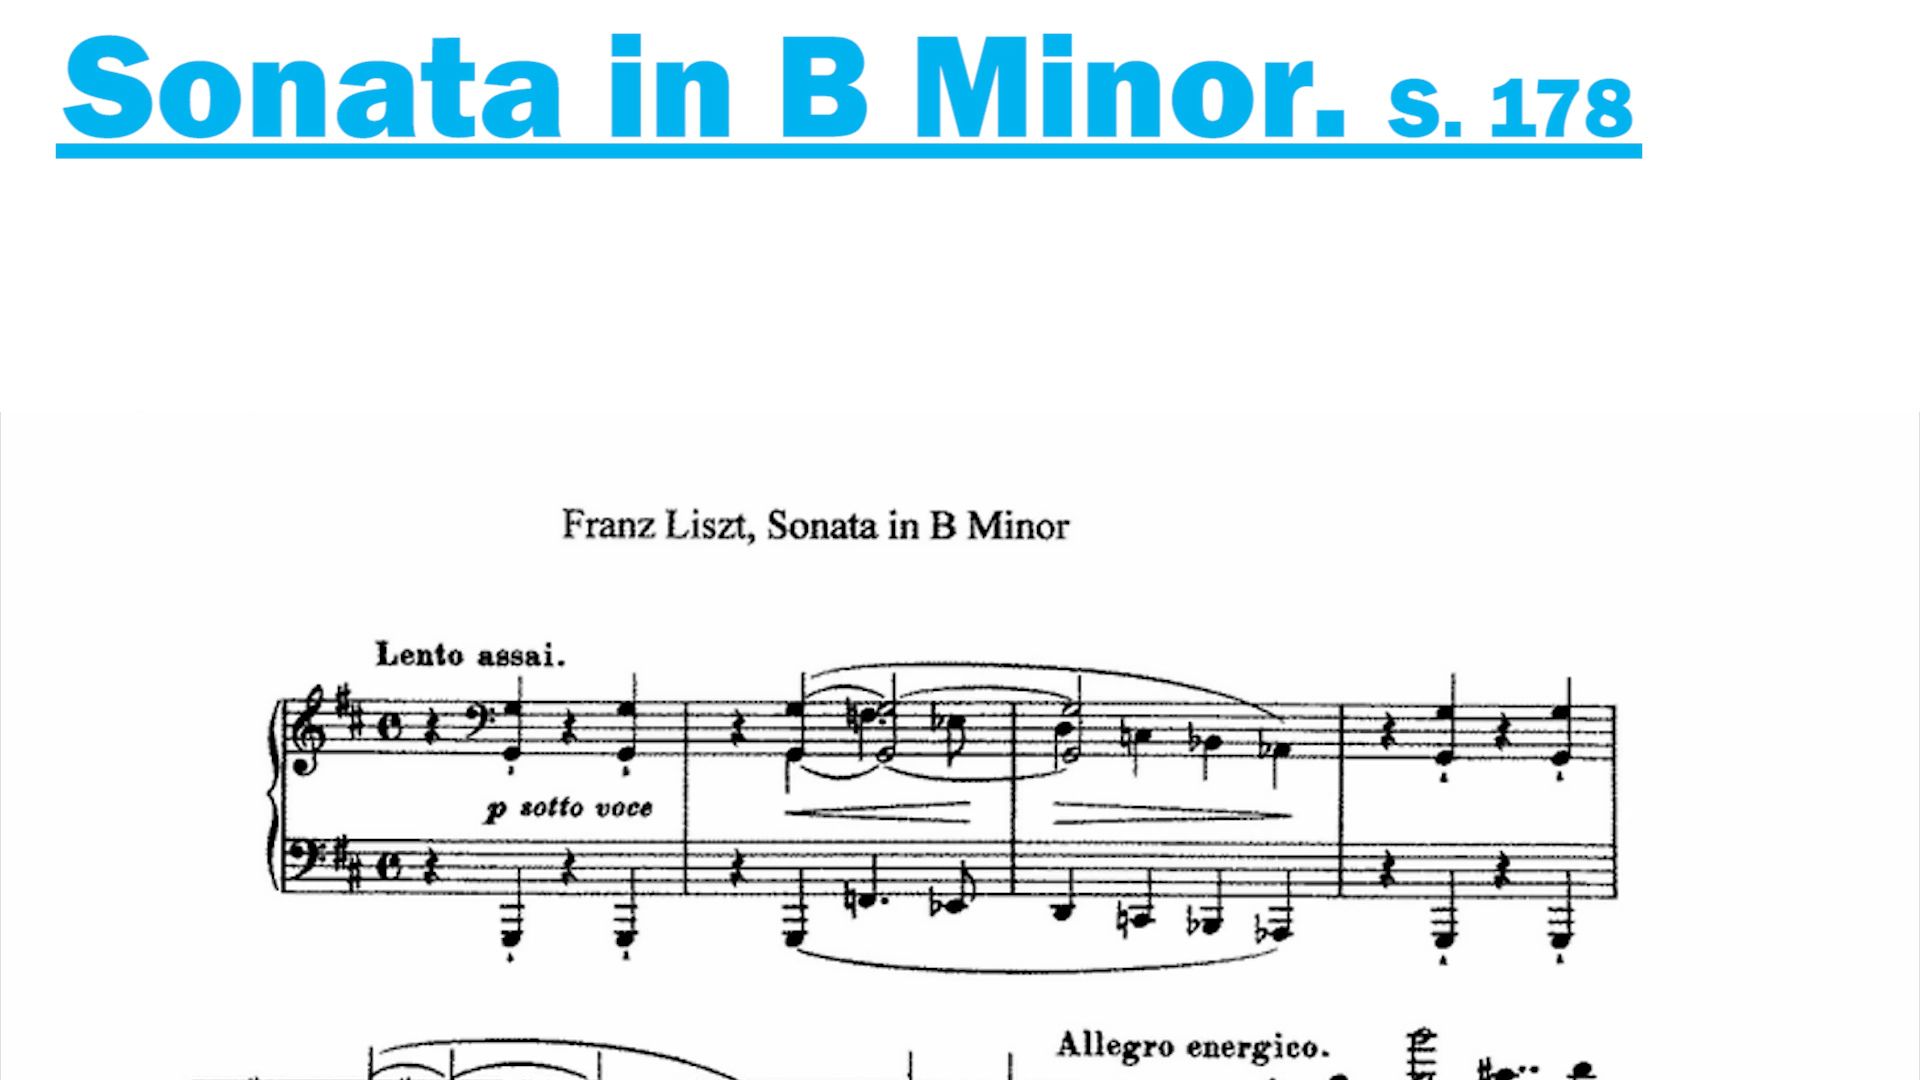 Sonata in B Minor. S. 178
Franz Liszt, Sonata in B Minor
Lento assai.
p sotto voce
Allegro energico.